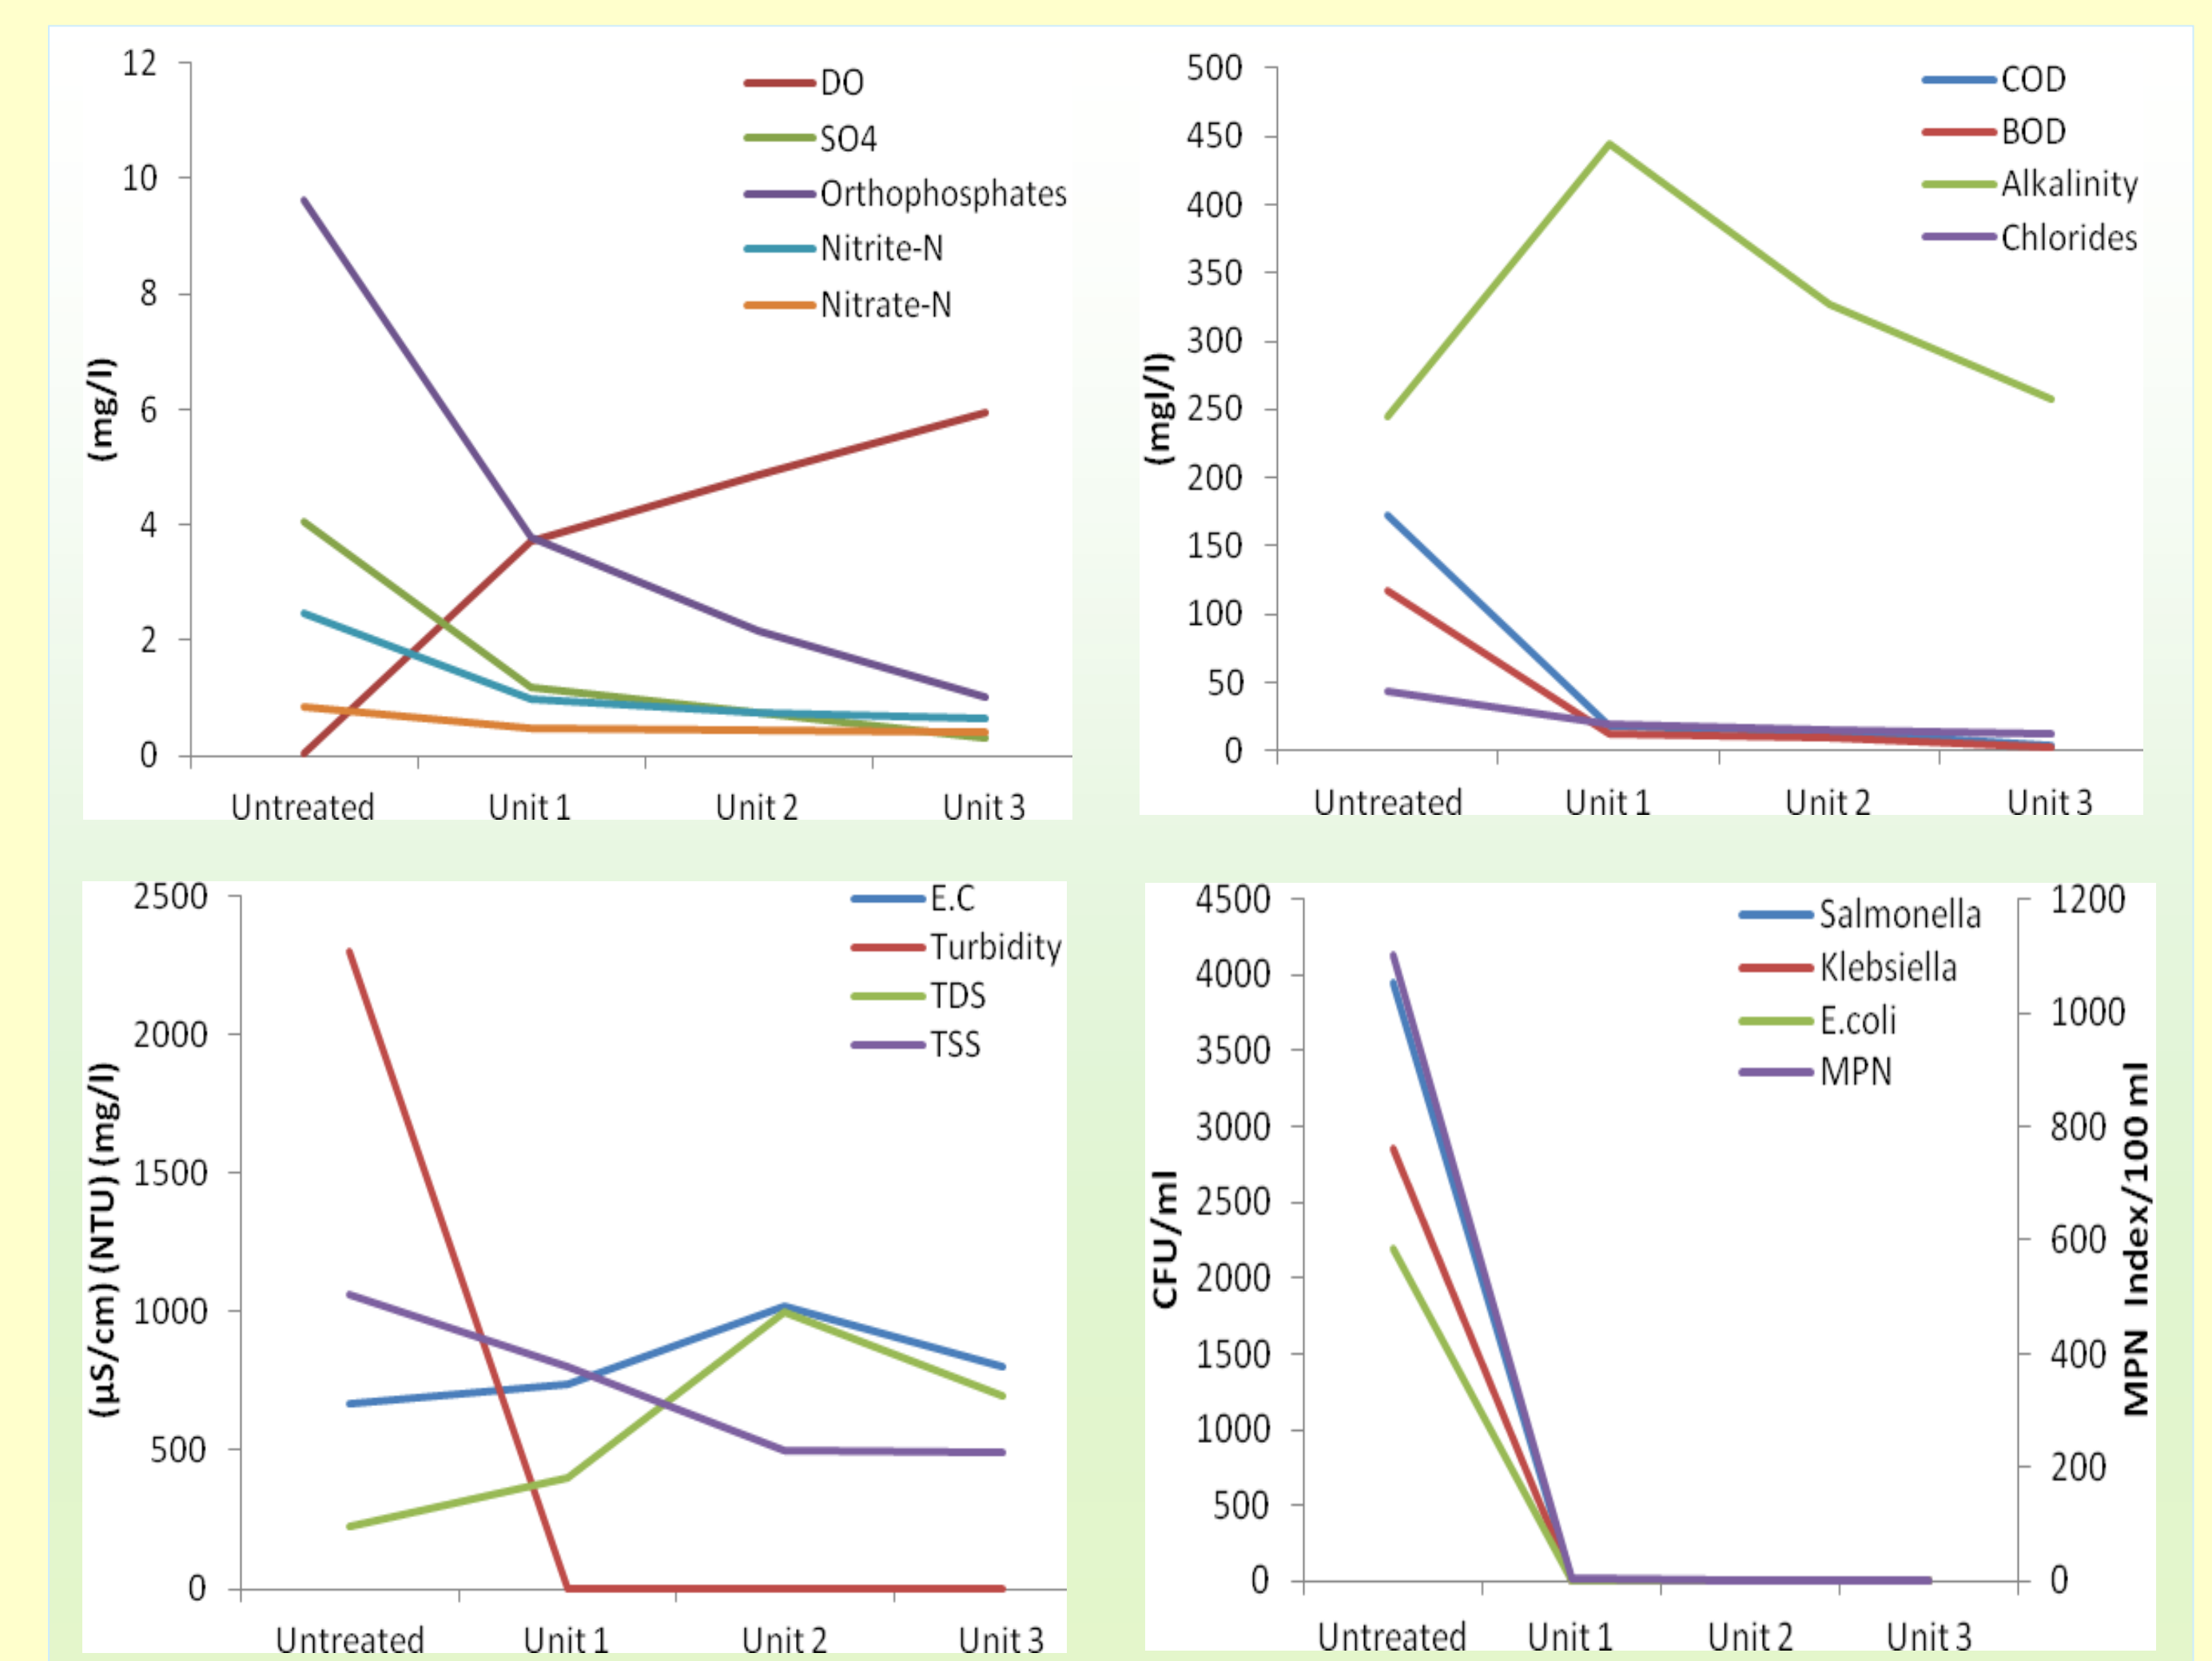 12
10
8
6
4
2
0
(mg/l)
DO
SO4
Orthophosphates
Nitrite-N
Nitrate-N
Untreated Unit 1 Unit 2 Unit 3
500
450
400
350
300
250
200
150
100
50
0
(mgl/l)
COD
BOD
Alkalinity
Chlorides
Untreated Unit 1 Unit 2 Unit 3
2500
2000
1500
1000
500
0
(µS/cm) (NTU) (mg/l)
E.C
Turbidity
TDS
TSS
Untreated Unit 1 Unit 2 Unit 3
4500
4000
3500
3000
2500
2000
1500
1000
500
0
CFU/ml
Salmonella
Klebsiella
E.coli
MPN
1200
1000
800
600
400
200
0
MPN Index/100 ml
Untreated Unit 1 Unit 2 Unit 3